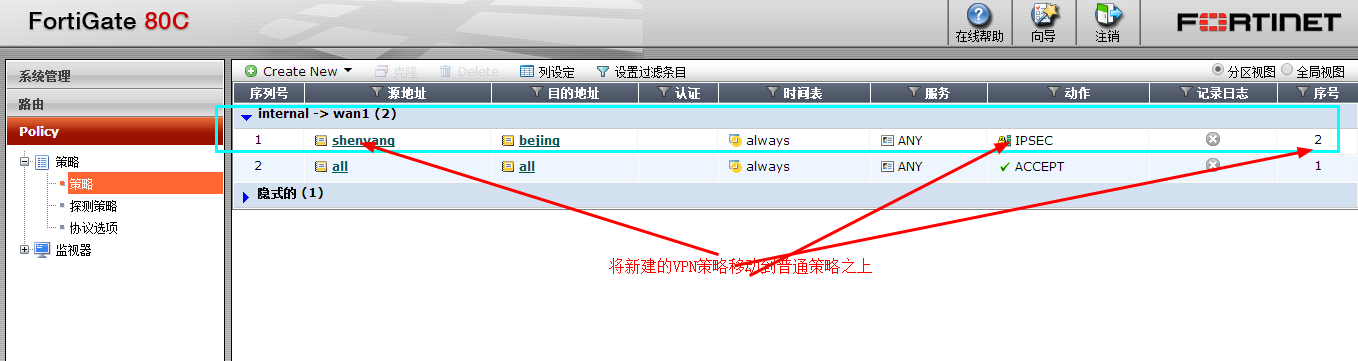 FortiGate 80C
在线帮助 向导 注销
FORTINET
系统管理
路由
Policy
策略
策略
探测策略
协议选项
监视器
Create New 克隆 Delete 列设定 设置过滤条目 分区视图 全局视图
序列号 源地址 目的地址 认证 时间表 服务 动作 记录日志 序号
internal -> wan1 (2)
1 shenyang bejing always ANY IPSEC 2
2 all all always ANY ACCEPT 1
隐式的 (1)
将新建的VPN策略移动到普通策略之上